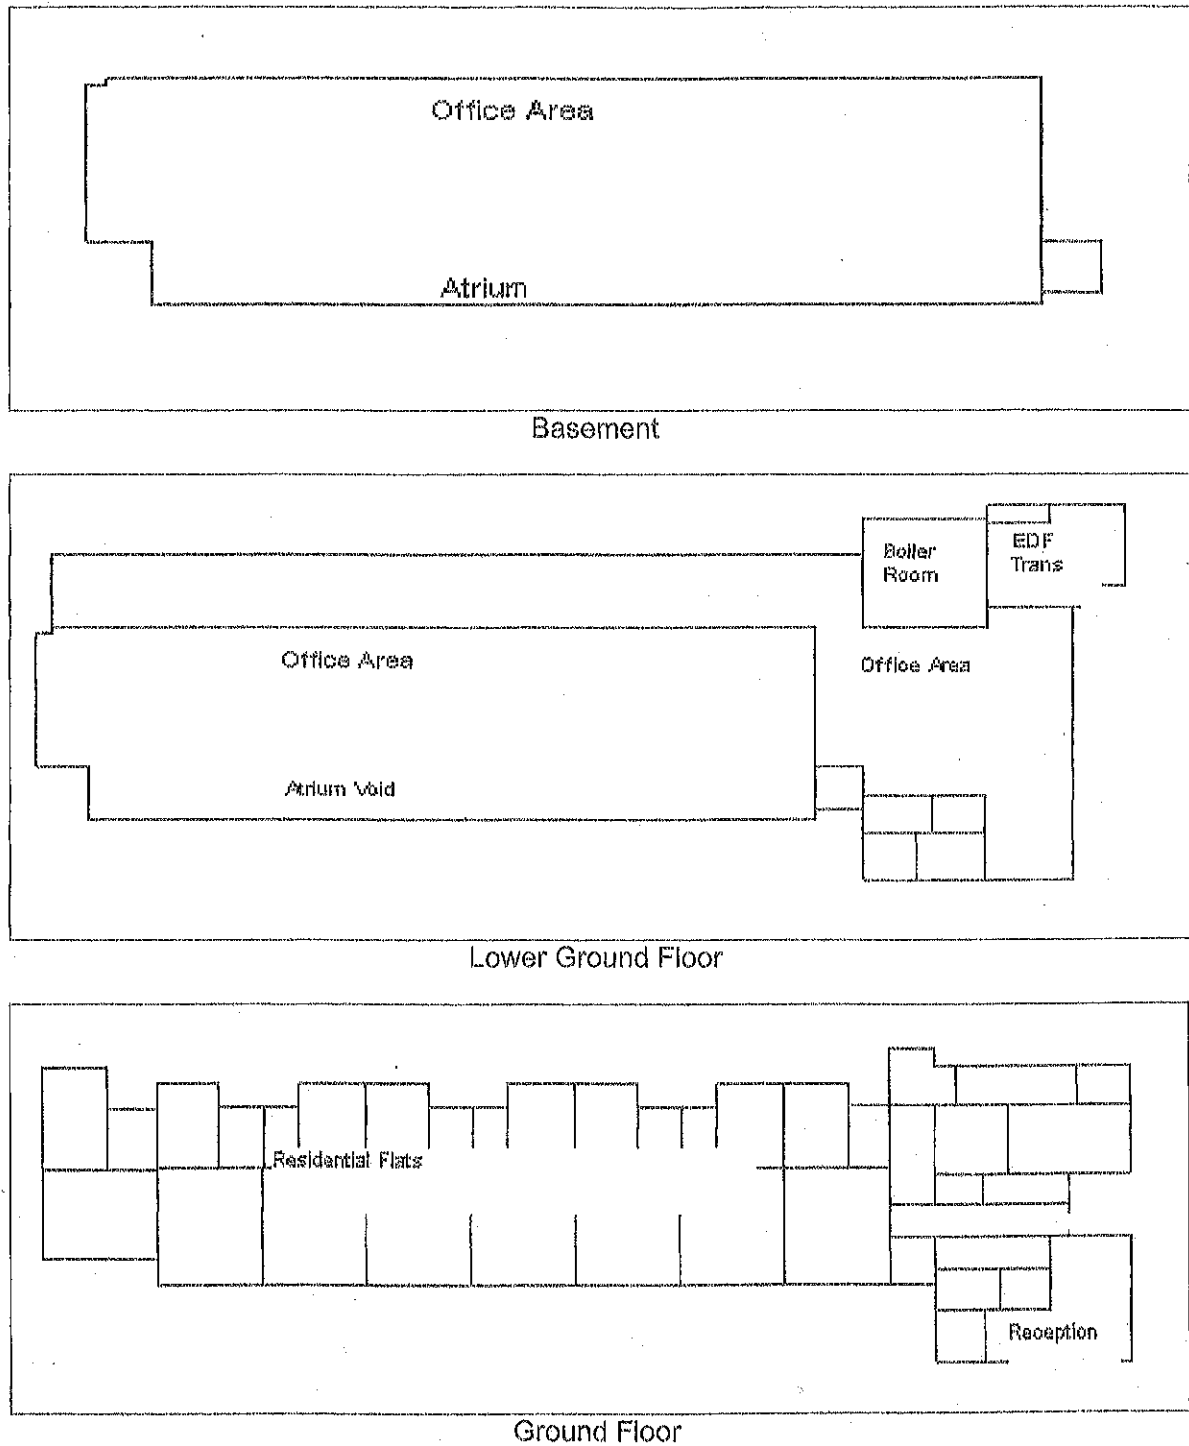 Office Area
Atrium
Basement
Boiler
Room
EDF
Trans
Office Area
Office Area
Atrium Void
Lower Ground Floor
Residential Flats
Reception
Ground Floor